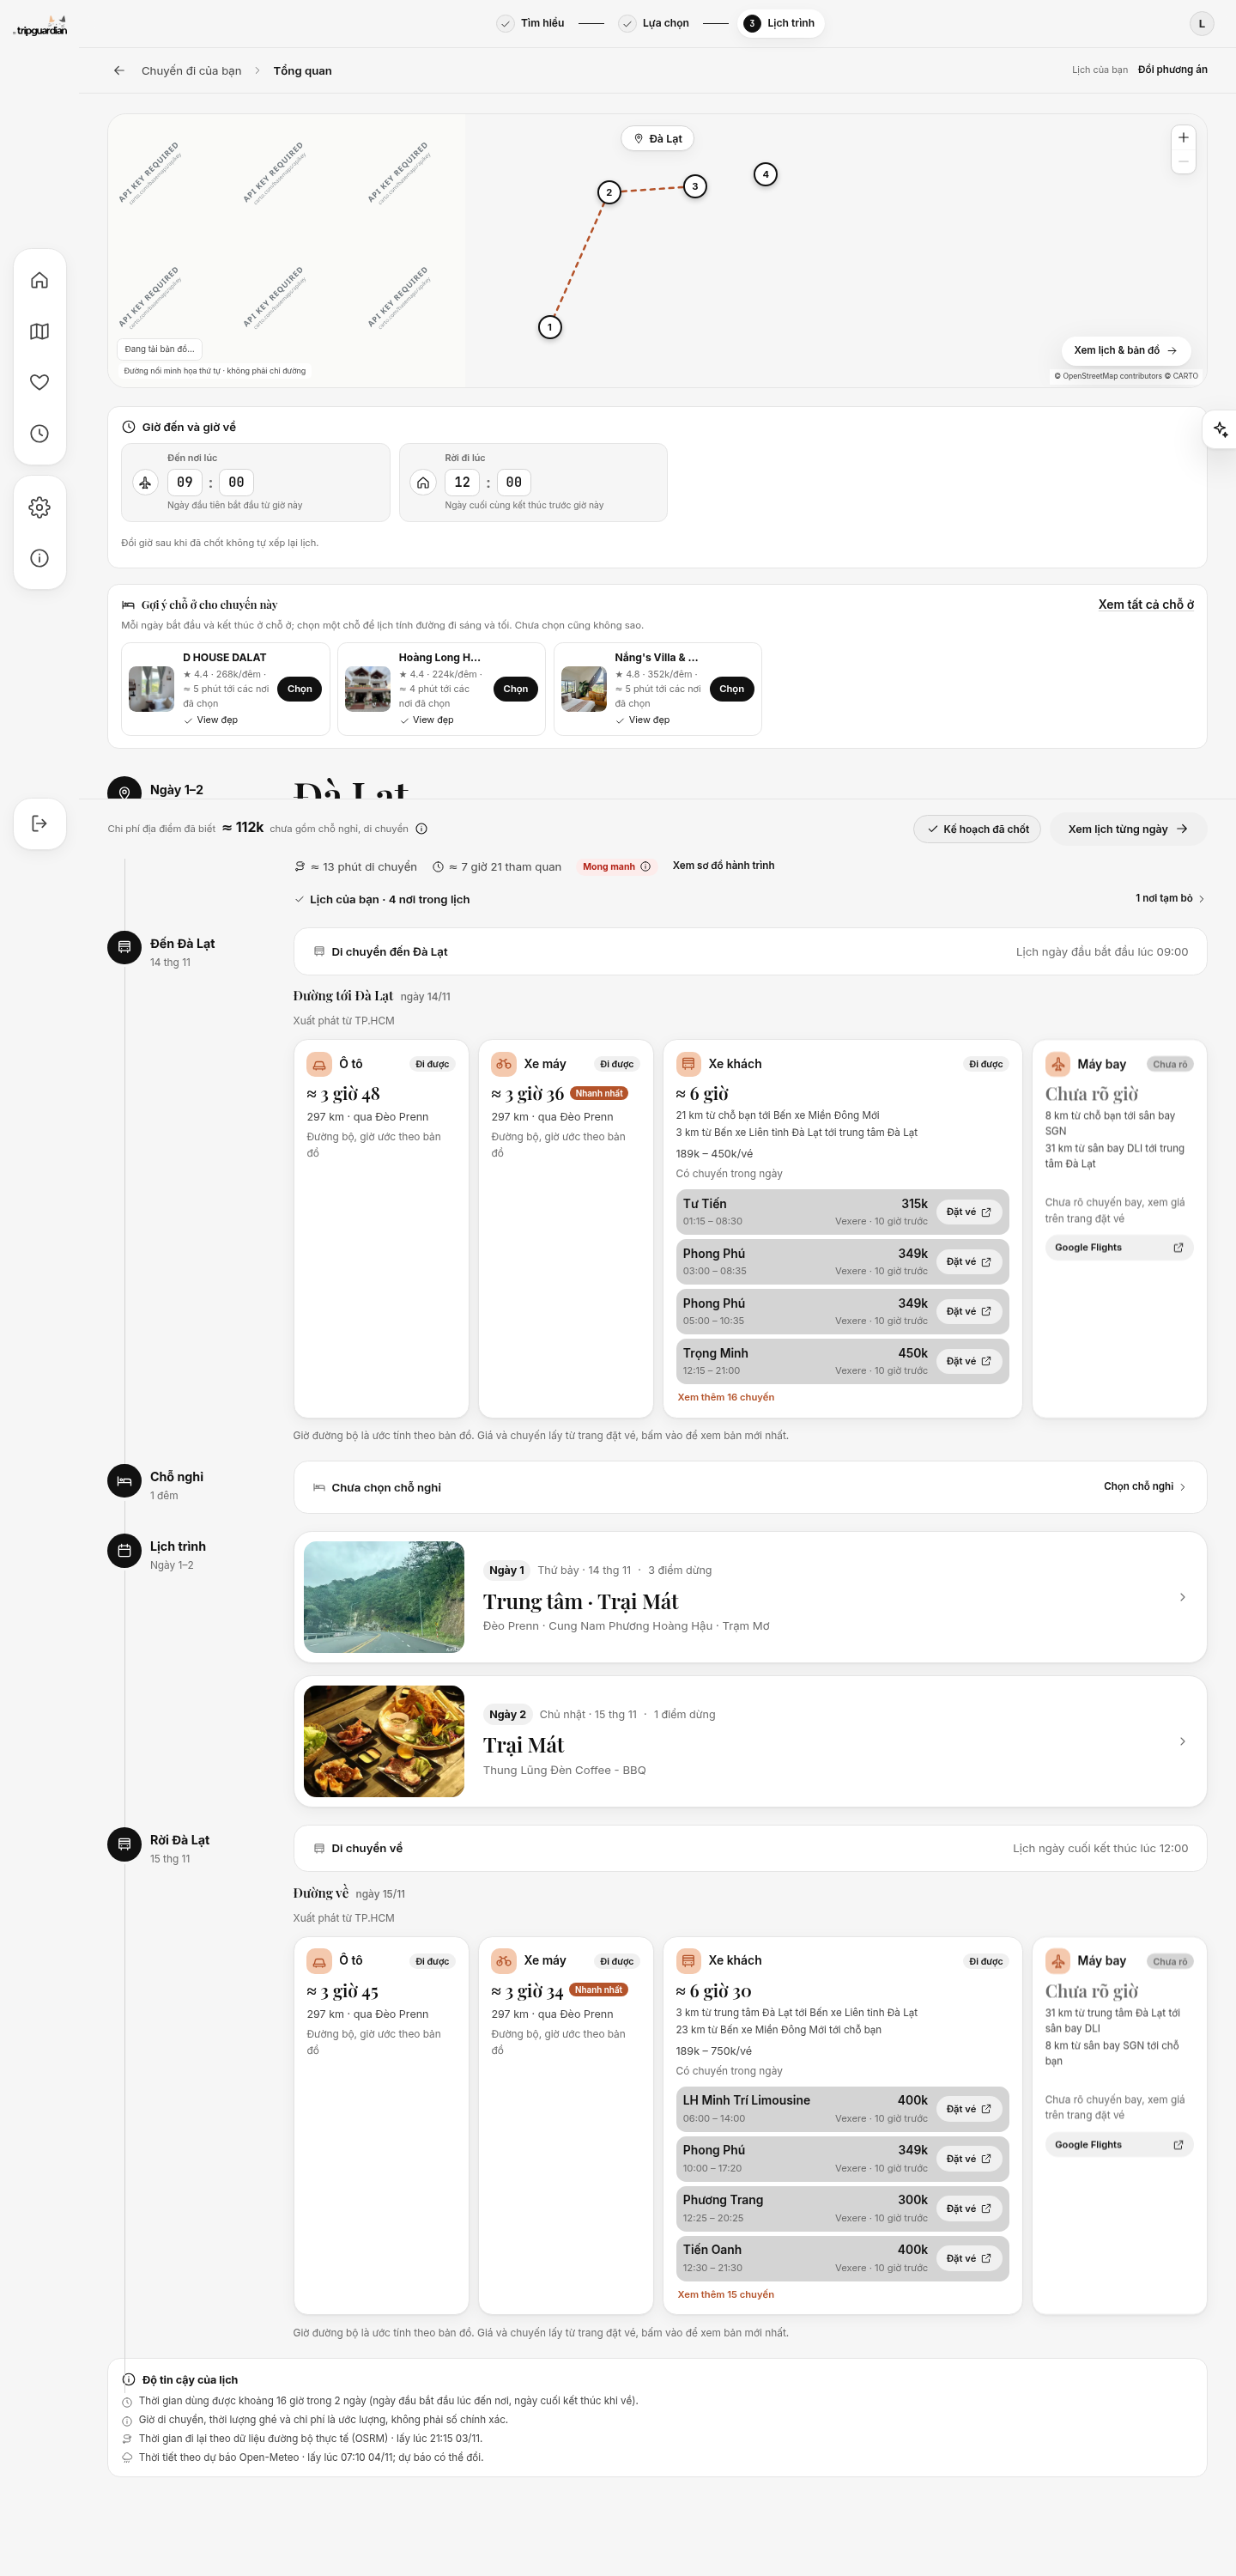 tripguardian
Tìm hiểu
Lựa chọn
3 Lịch trình
L
Chuyến đi của bạn
Tổng quan
Lịch của bạn
Đổi phương án
API KEY REQUIRED
carto.com/basemaps/apikey
API KEY REQUIRED
carto.com/basemaps/apikey
API KEY REQUIRED
carto.com/basemaps/apikey
Đà Lạt
2
3
4
1
API KEY REQUIRED
carto.com/basemaps/apikey
API KEY REQUIRED
carto.com/basemaps/apikey
API KEY REQUIRED
carto.com/basemaps/apikey
Đang tải bản đồ...
Đường nối minh họa thứ tự · không phải chỉ đường
Xem lịch & bản đồ
© OpenStreetMap contributors © CARTO
Giờ đến và giờ về
Đến nơi lúc
09 : 00
Ngày đầu tiên bắt đầu từ giờ này
Rời đi lúc
12 : 00
Ngày cuối cùng kết thúc trước giờ này
Đổi giờ sau khi đã chốt không tự xếp lại lịch.
Gợi ý chỗ ở cho chuyến này
Xem tất cả chỗ ở
Mỗi ngày bắt đầu và kết thúc ở chỗ ở; chọn một chỗ để lịch tính đường đi sáng và tối. Chưa chọn cũng không sao.
D HOUSE DALAT
★ 4.4 · 268k/đêm ·
≈ 5 phút tới các nơi
đã chọn
View đẹp
Chọn
Hoàng Long H...
★ 4.4 · 224k/đêm ·
≈ 4 phút tới các
nơi đã chọn
View đẹp
Chọn
Nắng's Villa & ...
★ 4.8 · 352k/đêm ·
≈ 5 phút tới các nơi
đã chọn
View đẹp
Chọn
Ngày 1–2
Đà Lạt
Chi phí địa điểm đã biết ≈ 112k chưa gồm chỗ nghỉ, di chuyển
Kế hoạch đã chốt
Xem lịch từng ngày
≈ 13 phút di chuyển
≈ 7 giờ 21 tham quan
Mong manh
Xem sơ đồ hành trình
Lịch của bạn · 4 nơi trong lịch
1 nơi tạm bỏ
Đến Đà Lạt
14 thg 11
Di chuyển đến Đà Lạt
Lịch ngày đầu bắt đầu lúc 09:00
Đường tới Đà Lạt ngày 14/11
Xuất phát từ TP.HCM
Ô tô
Đi được
≈ 3 giờ 48
297 km · qua Đèo Prenn
Đường bộ, giờ ước theo bản
đồ
Xe máy
Đi được
≈ 3 giờ 36 Nhanh nhất
297 km · qua Đèo Prenn
Đường bộ, giờ ước theo bản
đồ
Xe khách
Đi được
≈ 6 giờ
21 km từ chỗ bạn tới Bến xe Miền Đông Mới
3 km từ Bến xe Liên tỉnh Đà Lạt tới trung tâm Đà Lạt
189k – 450k/vé
Có chuyến trong ngày
Tư Tiến
315k
01:15 – 08:30
Vexere · 10 giờ trước
Đặt vé
Phong Phú
349k
03:00 – 08:35
Vexere · 10 giờ trước
Đặt vé
Phong Phú
349k
05:00 – 10:35
Vexere · 10 giờ trước
Đặt vé
Trọng Minh
450k
12:15 – 21:00
Vexere · 10 giờ trước
Đặt vé
Xem thêm 16 chuyến
Máy bay
Chưa rõ
Chưa rõ giờ
8 km từ chỗ bạn tới sân bay
SGN
31 km từ sân bay DLI tới trung
tâm Đà Lạt
Chưa rõ chuyến bay, xem giá
trên trang đặt vé
Google Flights
Giờ đường bộ là ước tính theo bản đồ. Giá và chuyến lấy từ trang đặt vé, bấm vào để xem bản mới nhất.
Chỗ nghỉ
1 đêm
Chưa chọn chỗ nghỉ
Chọn chỗ nghỉ
Lịch trình
Ngày 1–2
Ngày 1 Thứ bảy · 14 thg 11 · 3 điểm dừng
Trung tâm · Trại Mát
Đèo Prenn · Cung Nam Phương Hoàng Hậu · Trạm Mơ
Ngày 2 Chủ nhật · 15 thg 11 · 1 điểm dừng
Trại Mát
Thung Lũng Đèn Coffee - BBQ
Rời Đà Lạt
15 thg 11
Di chuyển về
Lịch ngày cuối kết thúc lúc 12:00
Đường về ngày 15/11
Xuất phát từ TP.HCM
Ô tô
Đi được
≈ 3 giờ 45
297 km · qua Đèo Prenn
Đường bộ, giờ ước theo bản
đồ
Xe máy
Đi được
≈ 3 giờ 34 Nhanh nhất
297 km · qua Đèo Prenn
Đường bộ, giờ ước theo bản
đồ
Xe khách
Đi được
≈ 6 giờ 30
3 km từ trung tâm Đà Lạt tới Bến xe Liên tỉnh Đà Lạt
23 km từ Bến xe Miền Đông Mới tới chỗ bạn
189k – 750k/vé
Có chuyến trong ngày
LH Minh Trí Limousine
400k
06:00 – 14:00
Vexere · 10 giờ trước
Đặt vé
Phong Phú
349k
10:00 – 17:20
Vexere · 10 giờ trước
Đặt vé
Phương Trang
300k
12:25 – 20:25
Vexere · 10 giờ trước
Đặt vé
Tiến Oanh
400k
12:30 – 21:30
Vexere · 10 giờ trước
Đặt vé
Xem thêm 15 chuyến
Máy bay
Chưa rõ
Chưa rõ giờ
31 km từ trung tâm Đà Lạt tới
sân bay DLI
8 km từ sân bay SGN tới chỗ
bạn
Chưa rõ chuyến bay, xem giá
trên trang đặt vé
Google Flights
Giờ đường bộ là ước tính theo bản đồ. Giá và chuyến lấy từ trang đặt vé, bấm vào để xem bản mới nhất.
Độ tin cậy của lịch
Thời gian dùng được khoảng 16 giờ trong 2 ngày (ngày đầu bắt đầu lúc đến nơi, ngày cuối kết thúc khi về).
Giờ di chuyển, thời lượng ghé và chi phí là ước lượng, không phải số chính xác.
Thời gian đi lại theo dữ liệu đường bộ thực tế (OSRM) · lấy lúc 21:15 03/11.
Thời tiết theo dự báo Open-Meteo · lấy lúc 07:10 04/11; dự báo có thể đổi.